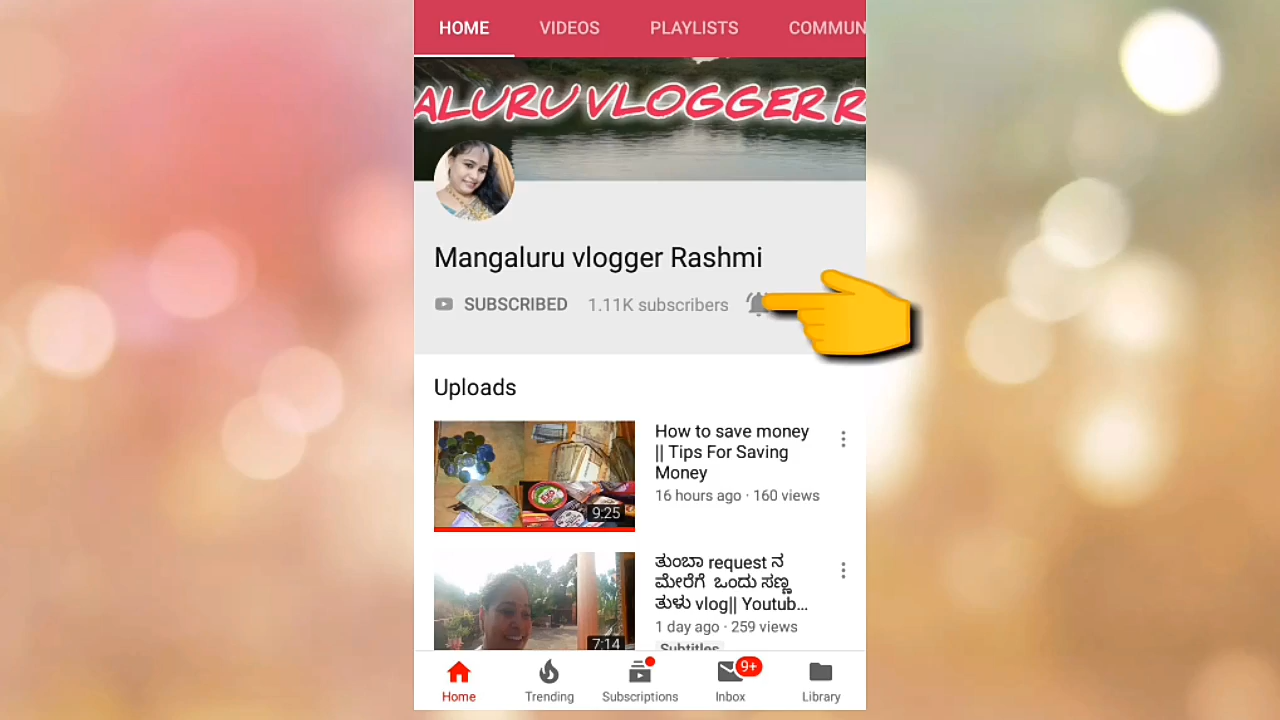 HOME VIDEOS PLAYLISTS COMMUN
ALURU VLOGGER R
Mangaluru vlogger Rashmi
SUBSCRIBED 1.11K subscribers
Uploads
How to save money
|| Tips For Saving
Money
16 hours ago · 160 views
9:25
ತುಂಬಾ request ನ
ಮೇರೆಗೆ ಒಂದು ಸಣ್ಣ
ತುಳು vlog|| Youtub...
1 day ago · 259 views
7:14
Subtitles
9+
Home Trending Subscriptions Inbox Library